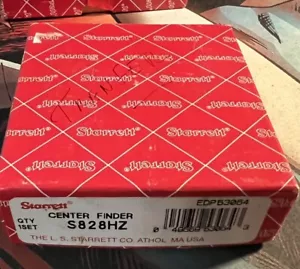 Starrett
EDP53064
CENTER FINDER
QTY
1SET
S828HZ
THE L. S. STARRETT CO. ATHOL, MA USA